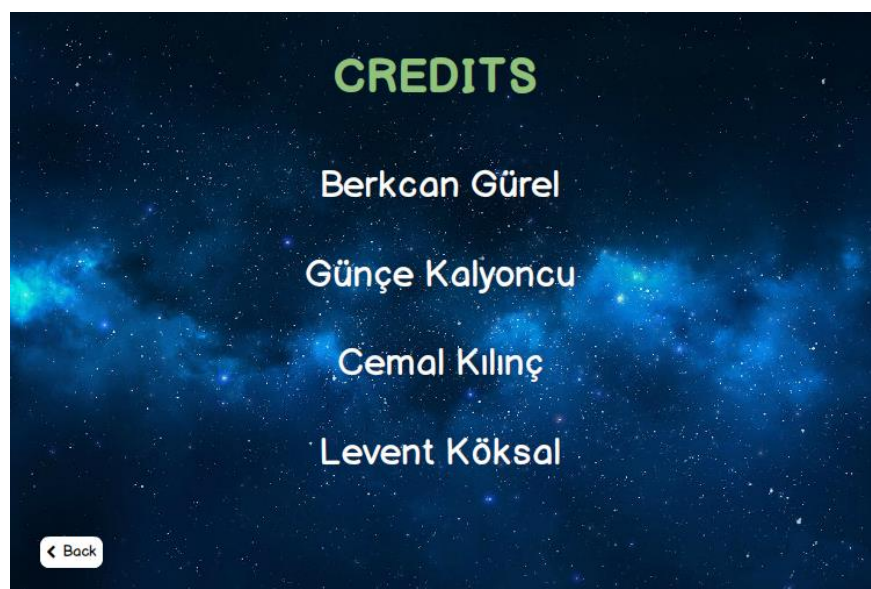 CREDITS
Berkcan Gürel
Günçe Kalyoncu
Cemal Kılınç
Levent Köksal
Back